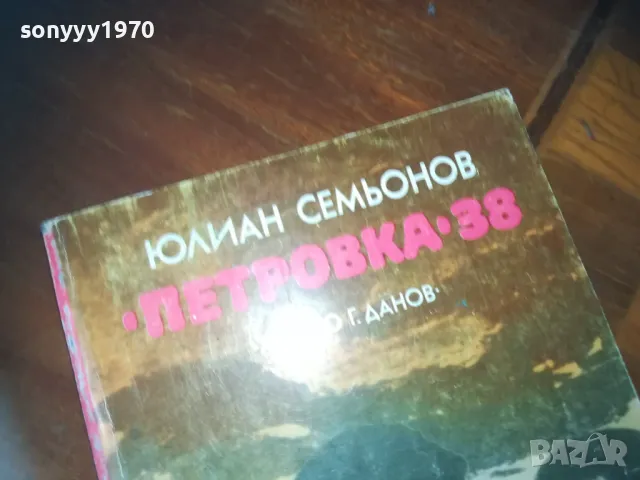 sonyyy1970
ЮЛИАН СЕМЬОНОВ
·ПЕТРОВКА·38
Г. ДАНОВ·
BAZAR